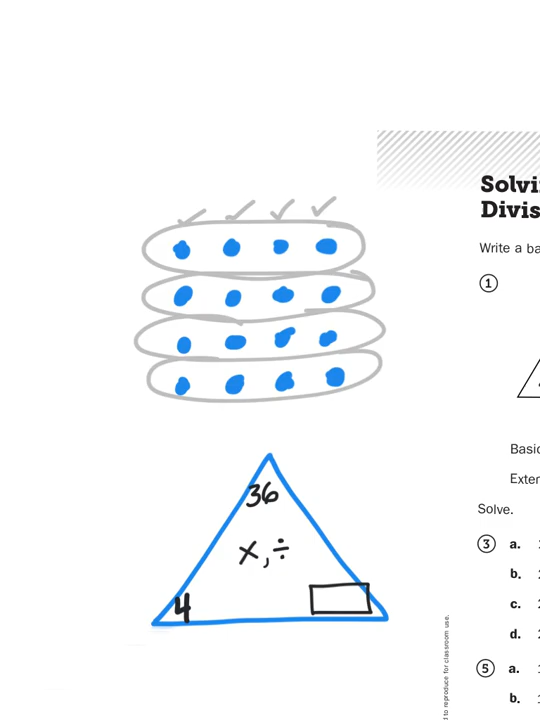 Solvi
Divis
Write a ba
1
36
×, ÷
4
Basic
Exter
Solve.
3 a.
b.
c.
d.
5 a.
b.
d to reproduce for classroom use.